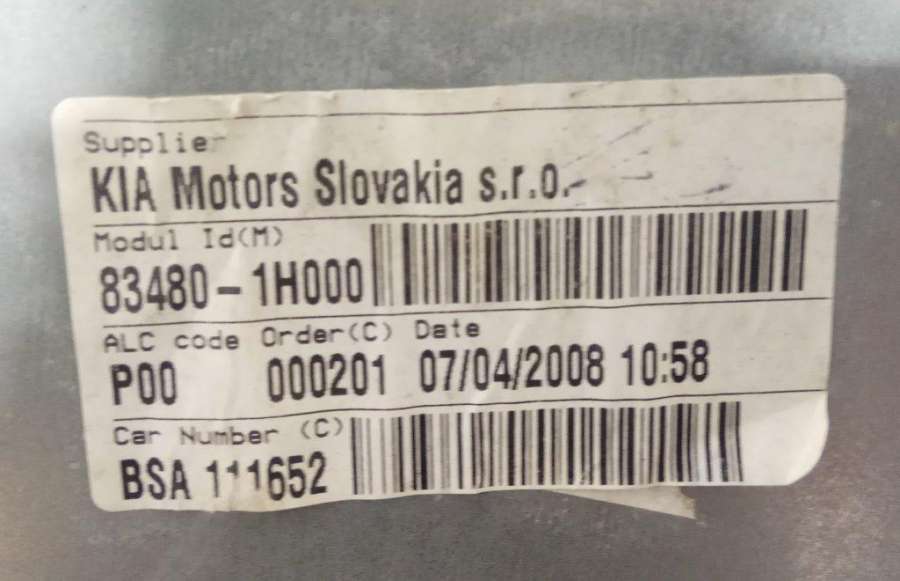 Supplier
KIA Motors Slovakia s.r.o.
Modul Id(M)
83480-1H000
ALC code Order(C) Date
P00 000201 07/04/2008 10:58
Car Number (C)
BSA 111652